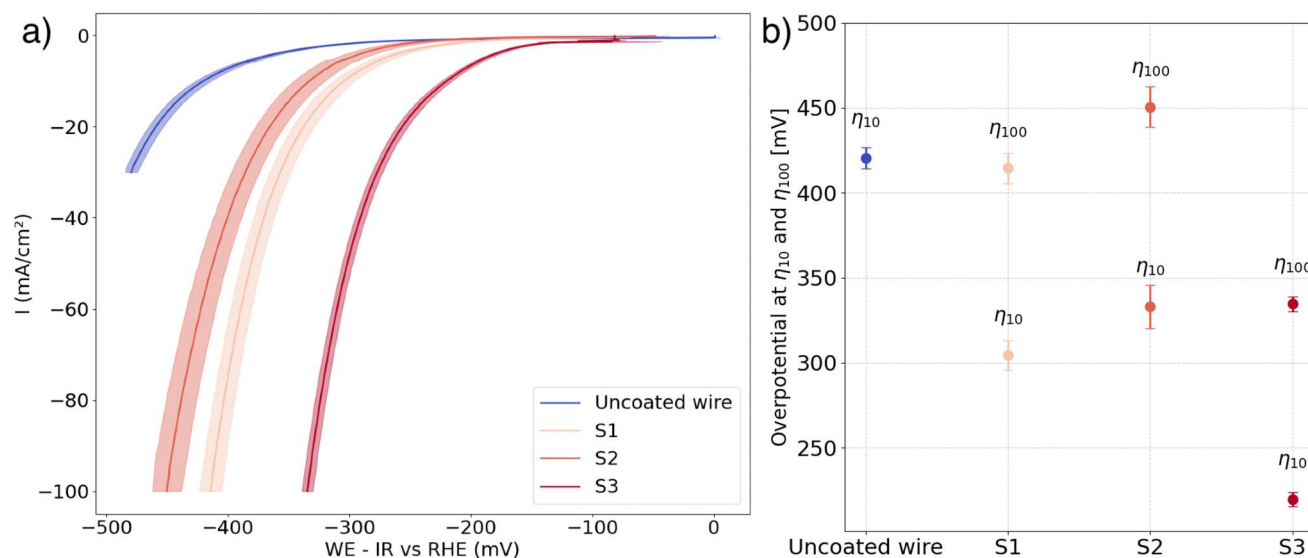 a)
0
−20
−40
−60
−80
−100
I (mA/cm²)
−500
−400
−300
−200
−100
0
WE - IR vs RHE (mV)
Uncoated wire
S1
S2
S3
b)
500
450
400
350
300
250
Overpotential at η₁₀ and η₁₀₀ [mV]
η₁₀
η₁₀₀
η₁₀
η₁₀₀
η₁₀
η₁₀₀
η₁₀
Uncoated wire
S1
S2
S3